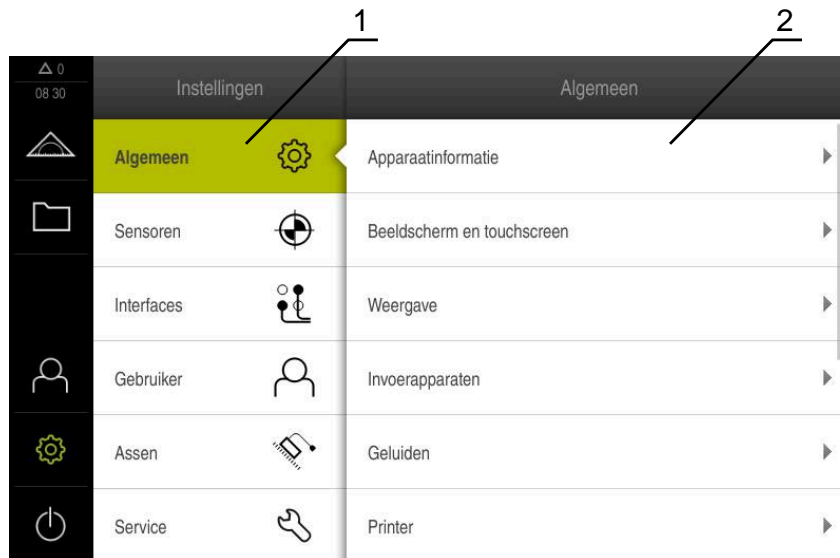 1
2
0
08 30
Instellingen
Algemeen
Algemeen
Apparaatinformatie
Sensoren
Beeldscherm en touchscreen
Interfaces
Weergave
Gebruiker
Invoerapparaten
Assen
Geluiden
Service
Printer